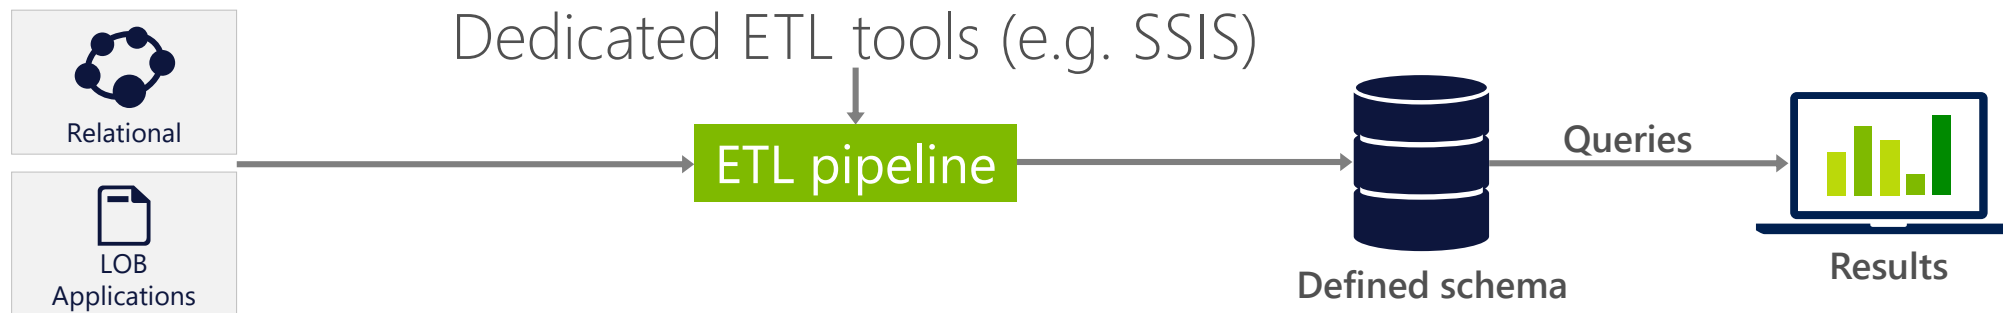 Dedicated ETL tools (e.g. SSIS)
Relational
ETL pipeline
Queries
LOB
Applications
Defined schema
Results